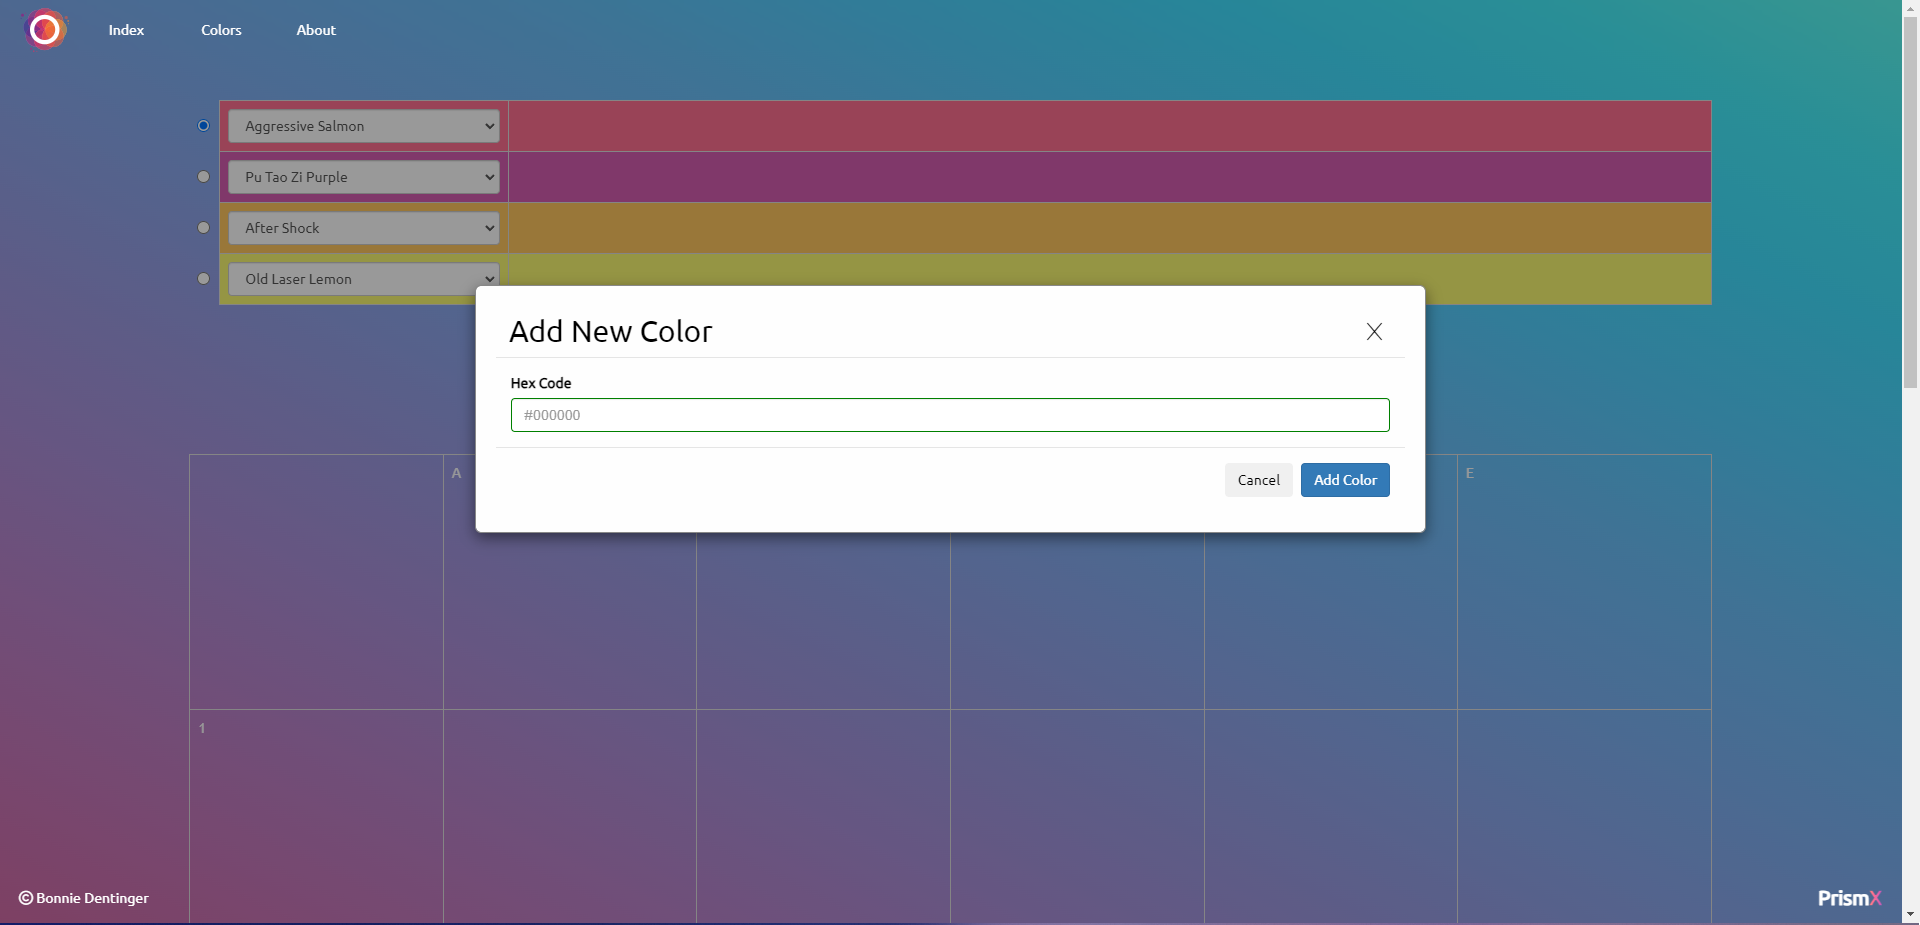 Index Colors About
Aggressive Salmon
Pu Tao Zi Purple
After Shock
Old Laser Lemon
Add New Color X
Hex Code
#000000
Cancel Add Color
A E
1
© Bonnie Dentinger PrismX